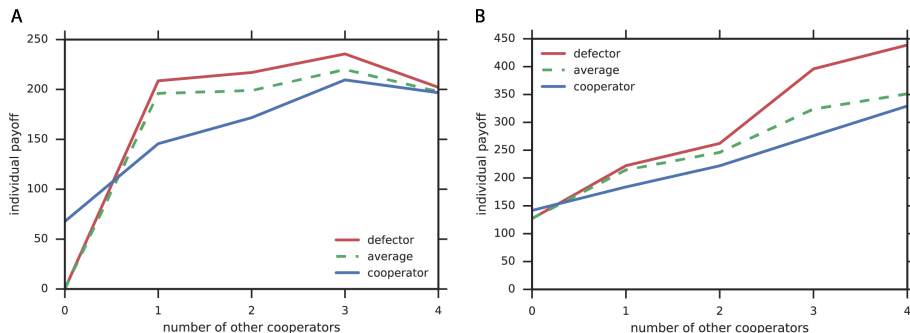 A
250
200
150
100
50
0
individual payoff
defector
average
cooperator
0 1 2 3 4
number of other cooperators
B
450
400
350
300
250
200
150
100
50
0
individual payoff
defector
average
cooperator
0 1 2 3 4
number of other cooperators